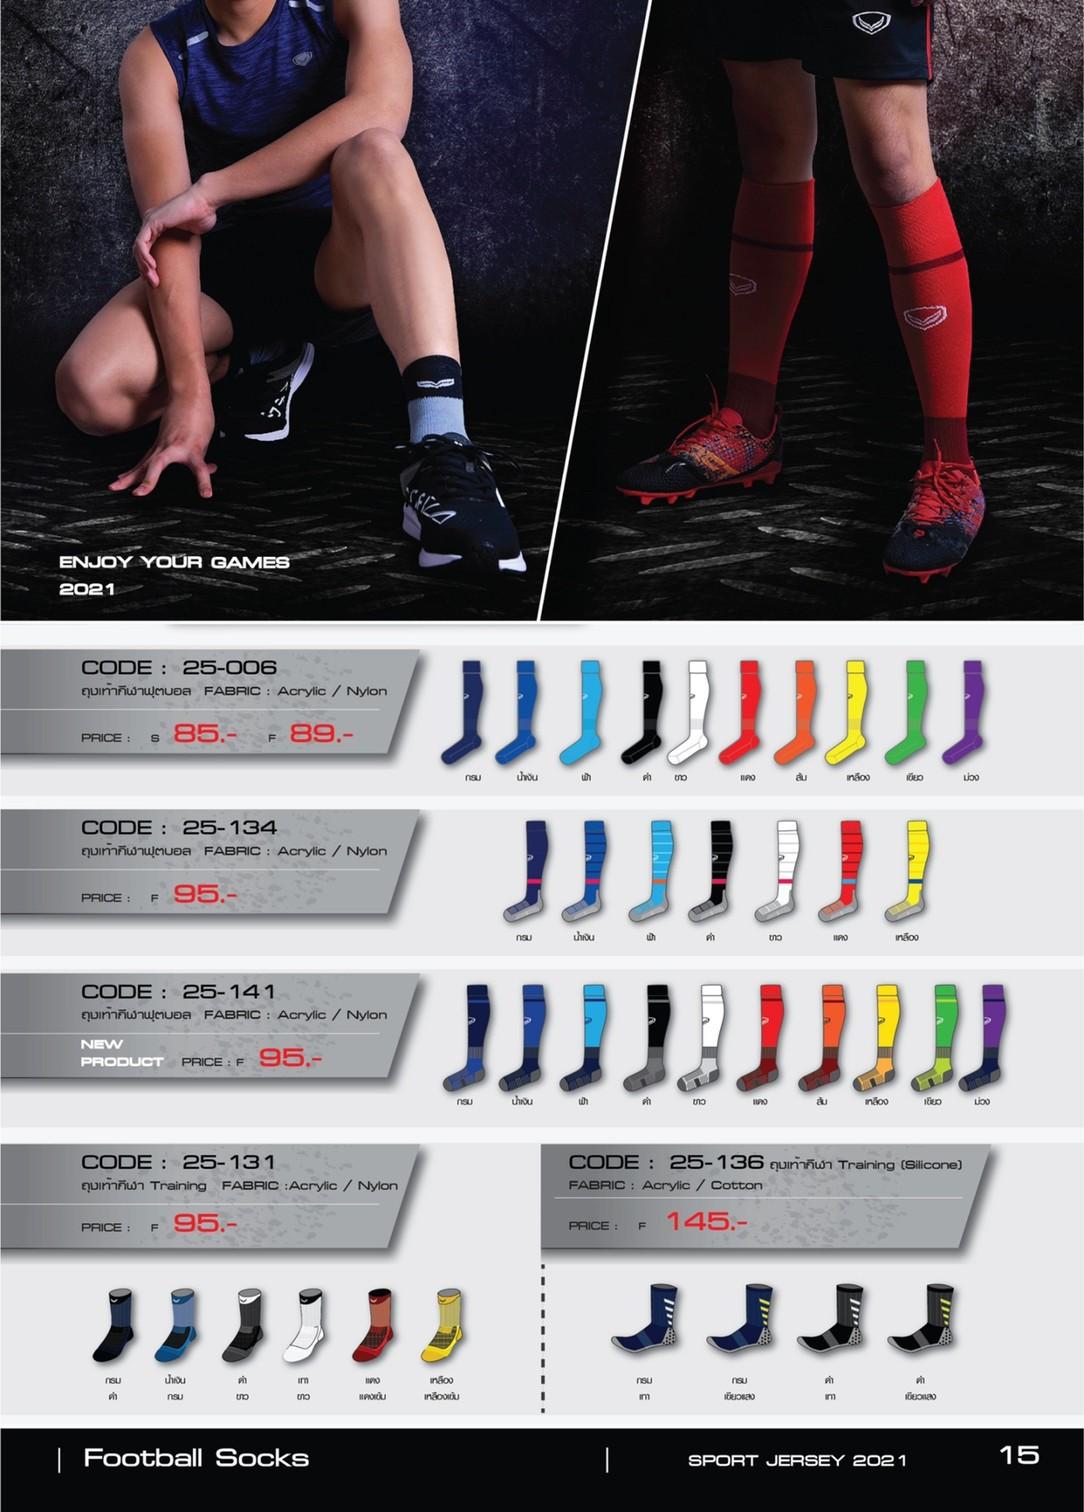 ENJOY YOUR GAMES
2021
CODE : 25-006
ถุงเท้ากีฬาฟุตบอล FABRIC : Acrylic / Nylon
PRICE : S 85.- F 89.-
กรม น้ำเงิน ฟ้า ดำ ขาว แดง ส้ม เหลือง เขียว ม่วง
CODE : 25-134
ถุงเท้ากีฬาฟุตบอล FABRIC : Acrylic / Nylon
PRICE : F 95.-
กรม น้ำเงิน ฟ้า ดำ ขาว แดง เหลือง
CODE : 25-141
ถุงเท้ากีฬาฟุตบอล FABRIC : Acrylic / Nylon
NEW
PRODUCT PRICE : F 95.-
กรม น้ำเงิน ฟ้า ดำ ขาว แดง ส้ม เหลือง เขียว ม่วง
CODE : 25-131
ถุงเท้ากีฬา Training FABRIC :Acrylic / Nylon
PRICE : F 95.-
กรม น้ำเงิน ดำ เทา แดง เหลือง
ดำ กรม ขาว ขาว แดงเข้ม เหลืองเข้ม
CODE : 25-136 ถุงเท้ากีฬา Training (Silicone)
FABRIC : Acrylic / Cotton
PRICE : F 145.-
กรม กรม ดำ ดำ
เทา เขียวแสง เทา เขียวแสง
Football Socks
SPORT JERSEY 2021
15